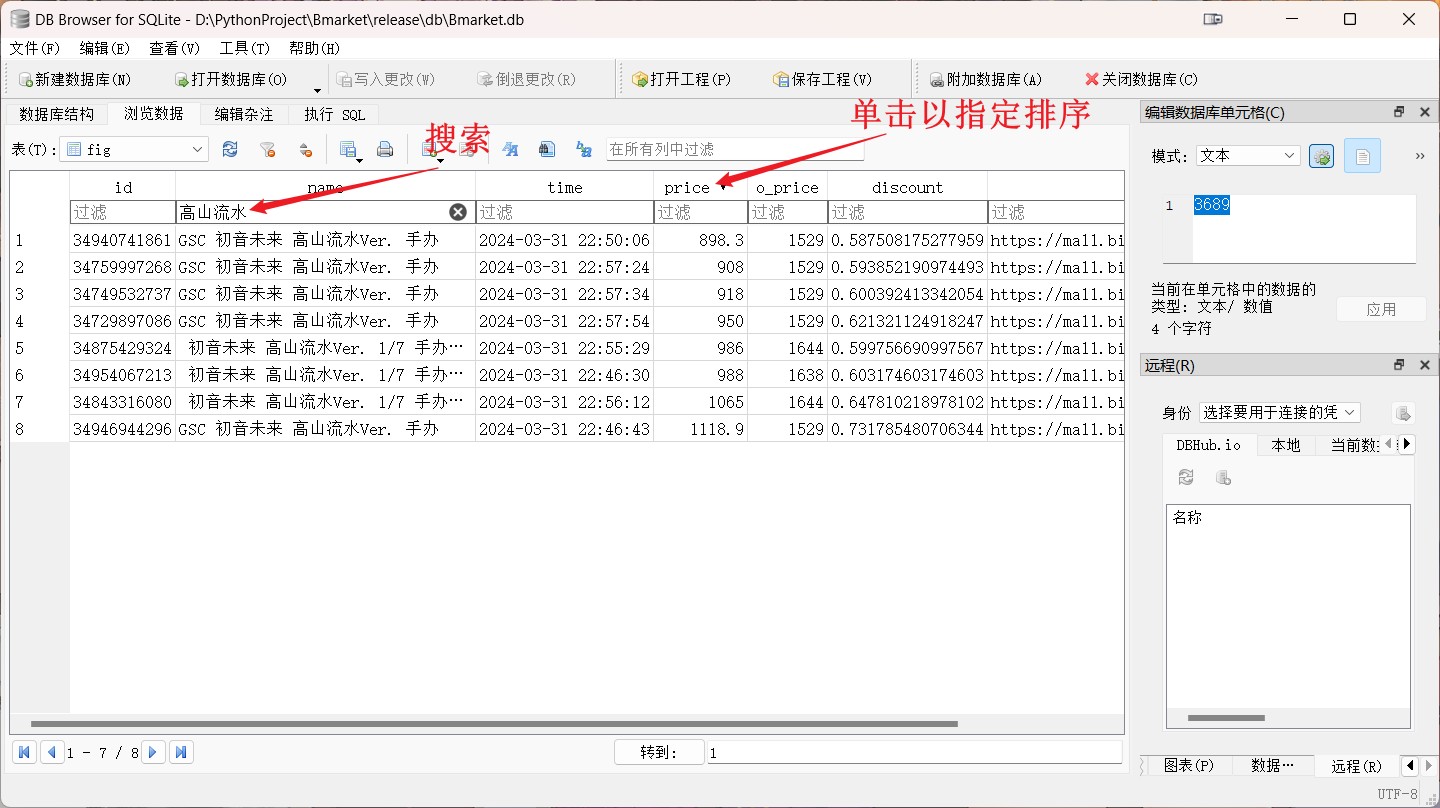 DB Browser for SQLite - D:\PythonProject\Bmarket\release\db\Bmarket.db
文件(F) 编辑(E) 查看(V) 工具(T) 帮助(H)
新建数据库(N) 打开数据库(O) 写入更改(W) 倒退更改(R) 打开工程(P) 保存工程(V) 附加数据库(A) 关闭数据库(C)
数据库结构 浏览数据 编辑杂注 执行 SQL
单击以指定排序
搜索
表(T): fig 在所有列中过滤
id name time price o_price discount
过滤 高山流水 过滤 过滤 过滤 过滤 过滤
1 34940741861 GSC 初音未来 高山流水Ver. 手办 2024-03-31 22:50:06 898.3 1529 0.587508175277959 https://mall.bi
2 34759997268 GSC 初音未来 高山流水Ver. 手办 2024-03-31 22:57:24 908 1529 0.593852190974493 https://mall.bi
3 34749532737 GSC 初音未来 高山流水Ver. 手办 2024-03-31 22:57:34 918 1529 0.600392413342054 https://mall.bi
4 34729897086 GSC 初音未来 高山流水Ver. 手办 2024-03-31 22:57:54 950 1529 0.621321124918247 https://mall.bi
5 34875429324 初音未来 高山流水Ver. 1/7 手办… 2024-03-31 22:55:29 986 1644 0.599756690997567 https://mall.bi
6 34954067213 初音未来 高山流水Ver. 1/7 手办… 2024-03-31 22:46:30 988 1638 0.603174603174603 https://mall.bi
7 34843316080 初音未来 高山流水Ver. 1/7 手办… 2024-03-31 22:56:12 1065 1644 0.647810218978102 https://mall.bi
8 34946944296 GSC 初音未来 高山流水Ver. 手办 2024-03-31 22:46:43 1118.9 1529 0.731785480706344 https://mall.bi
1 - 7 / 8 转到: 1
编辑数据库单元格(C)
模式: 文本 »
1 3689
当前在单元格中的数据的
类型: 文本/ 数值
4 个字符
应用
远程(R)
身份 选择要用于连接的凭
DBHub.io 本地 当前数
名称
图表(P) 数据… 远程(R)
UTF-8